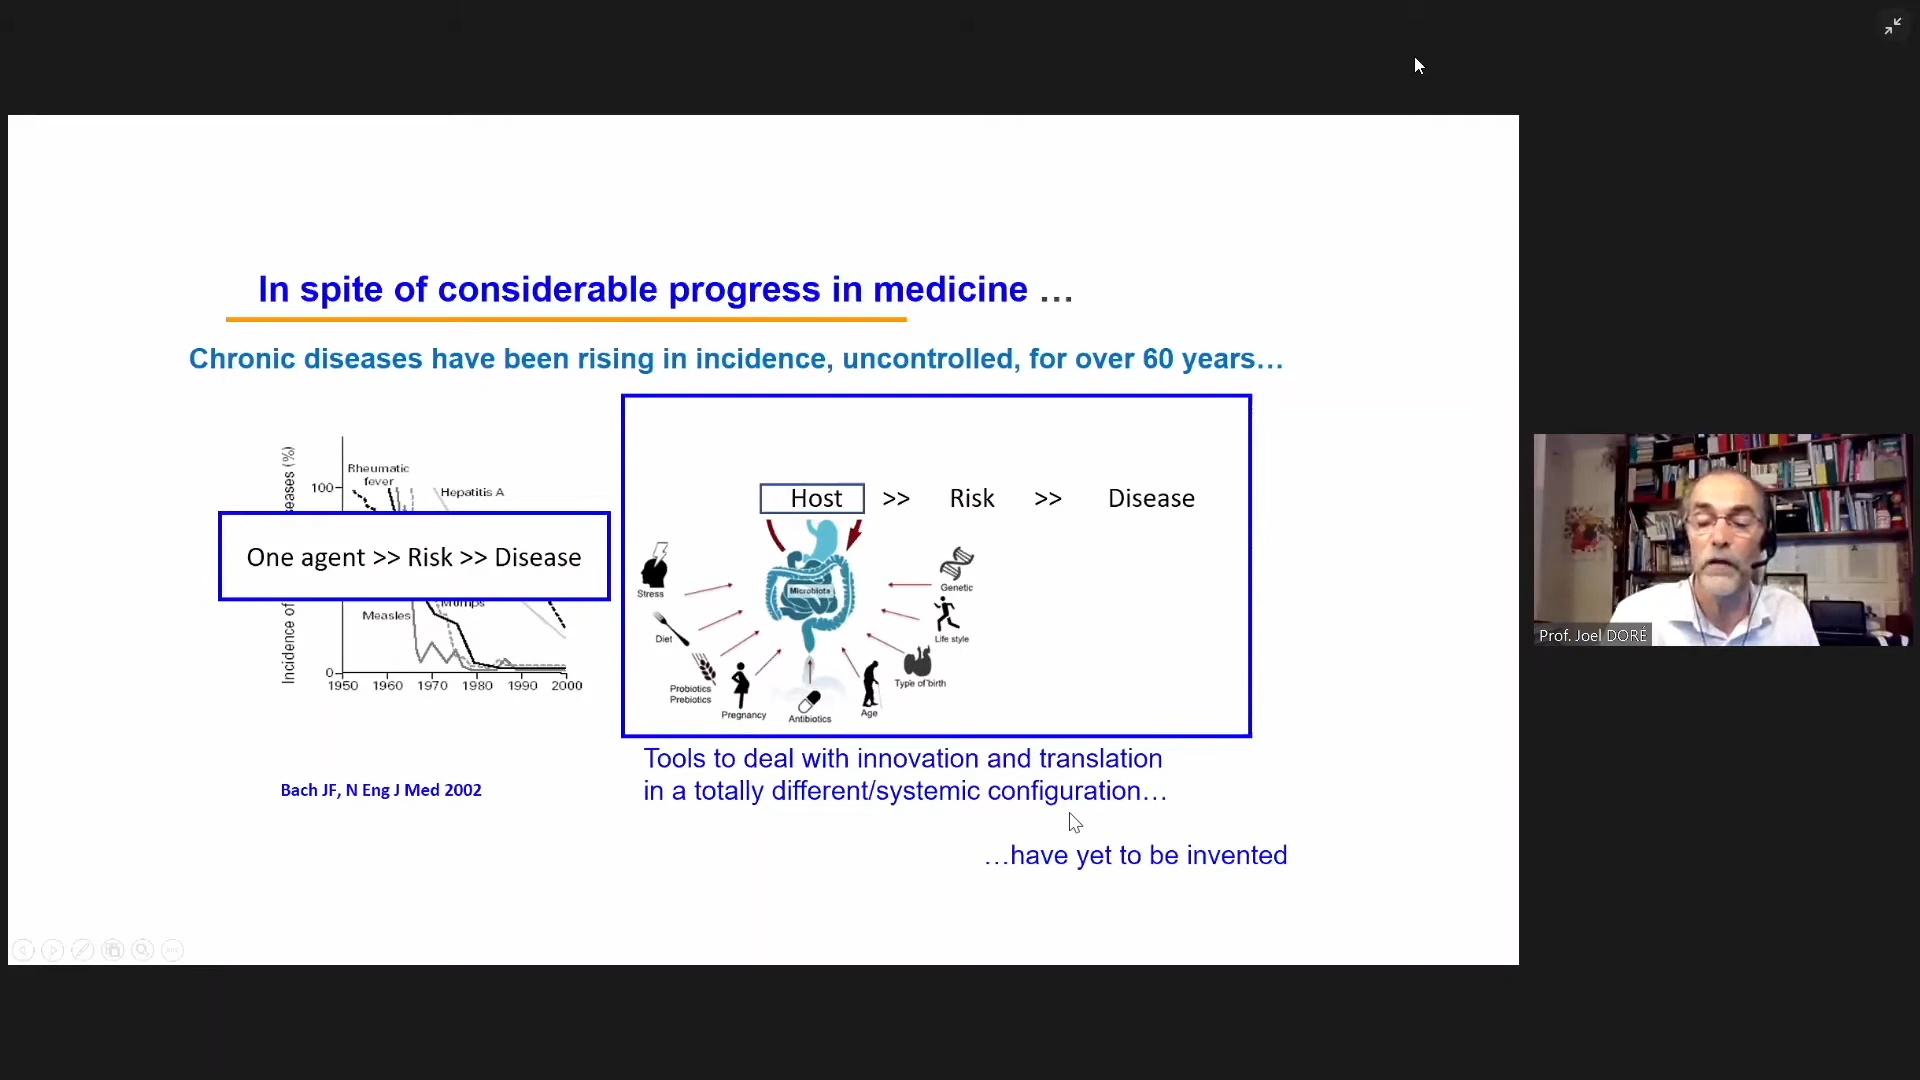 In spite of considerable progress in medicine …
Chronic diseases have been rising in incidence, uncontrolled, for over 60 years…
Incidence of
seases (%)
Rheumatic
fever
Hepatitis A
100
One agent >> Risk >> Disease
Mumps
Measles
0
1950 1960 1970 1980 1990 2000
Bach JF, N Eng J Med 2002
Host >> Risk >> Disease
Microbiota
Stress
Diet
Probiotics
Prebiotics
Pregnancy
Antibiotics
Age
Type of birth
Life style
Genetic
Tools to deal with innovation and translation
in a totally different/systemic configuration…
…have yet to be invented
Prof. Joel DORÉ